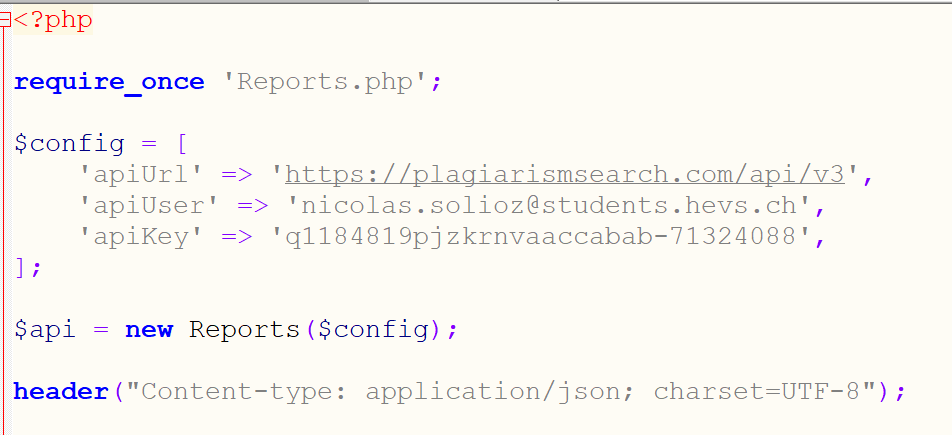 <?php
require_once 'Reports.php';
$config = [
'apiUrl' => 'https://plagiarismsearch.com/api/v3',
'apiUser' => 'nicolas.solioz@students.hevs.ch',
'apiKey' => 'q1184819pjzkrnvaaccabab-71324088',
];
$api = new Reports($config);
header("Content-type: application/json; charset=UTF-8");